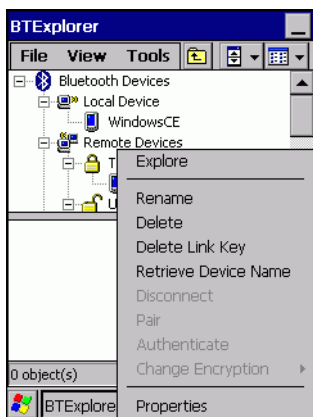 BTExplorer
File View Tools
Bluetooth Devices
Local Device
WindowsCE
Remote Devices
T
U
Explore
Rename
Delete
Delete Link Key
Retrieve Device Name
Disconnect
Pair
Authenticate
Change Encryption
Properties
0 object(s)
BTExplore